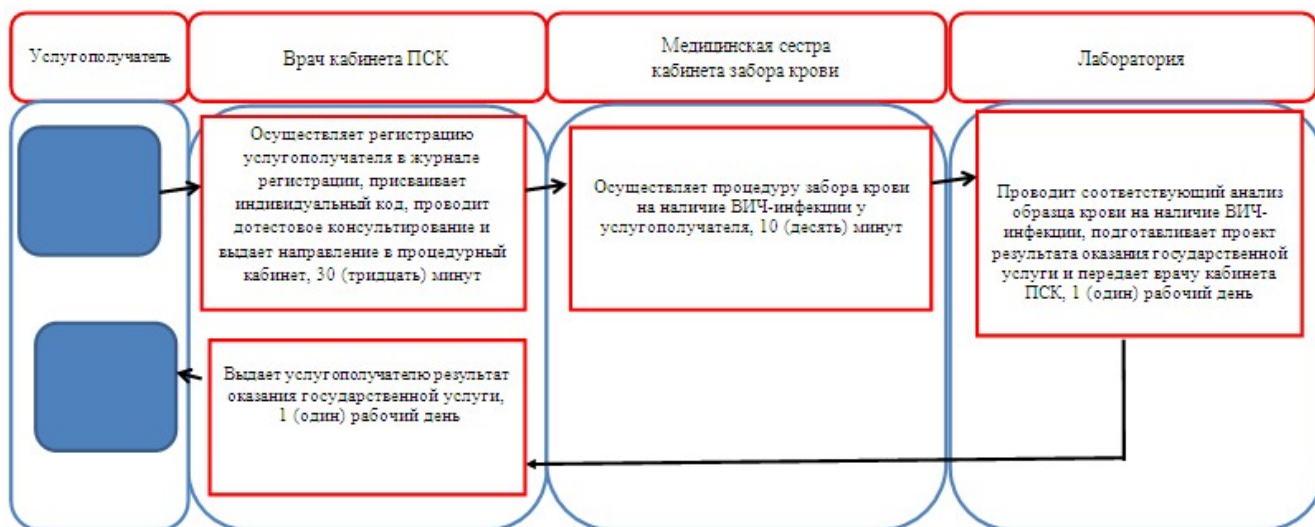 Услугополучатель
Врач кабинета ПСК
Медицинская сестра
кабинета забора крови
Лаборатория
Осуществляет регистрацию
услугополучателя в журнале
регистрации, присваивает
индивидуальный код, проводит
дотестовое консультирование и
выдает направление в процедурный
кабинет, 30 (тридцать) минут
Осуществляет процедуру забора крови
на наличие ВИЧ-инфекции у
услугополучателя, 10 (десять) минут
Проводит соответствующий анализ
образца крови на наличие ВИЧ-
инфекции, подготавливает проект
результата оказания государственной
услуги и передает врачу кабинета
ПСК, 1 (один) рабочий день
Выдает услугополучателю результат
оказания государственной услуги,
1 (один) рабочий день